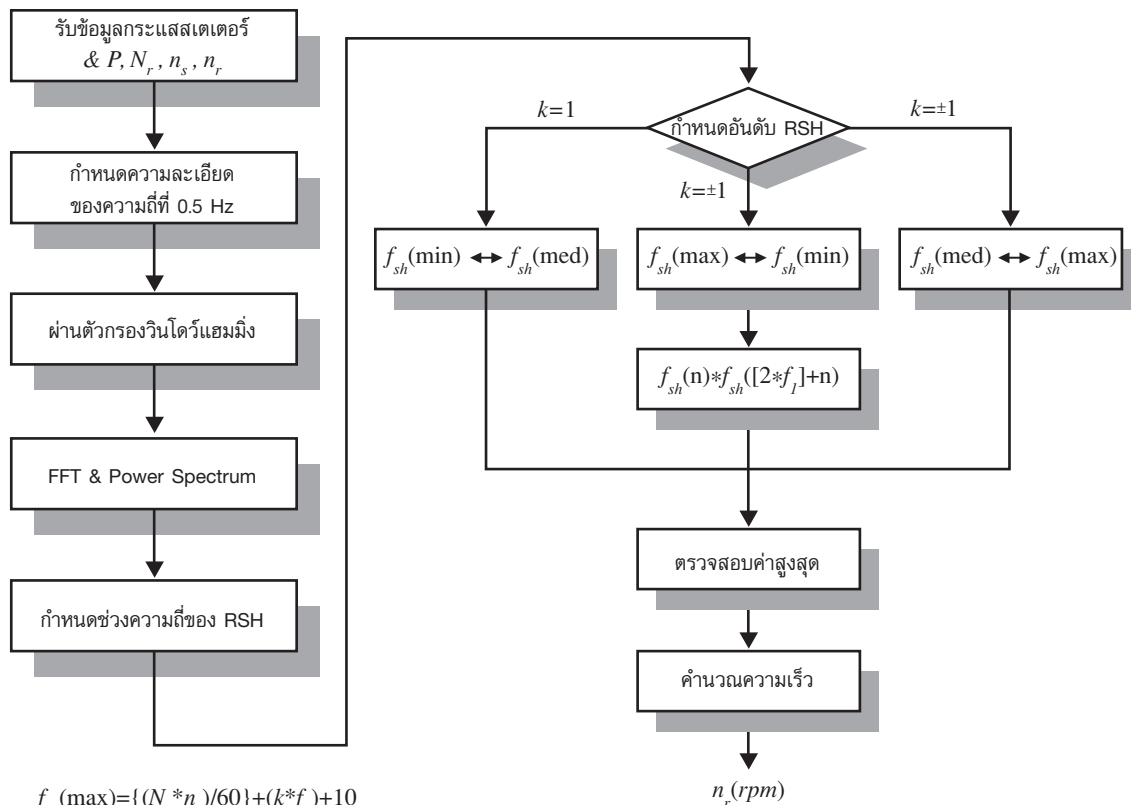 รับข้อมูลกระแสสเตเตอร์
& P, N_r, n_s, n_r
กำหนดความละเอียด
ของความถี่ที่ 0.5 Hz
ผ่านตัวกรองวินโดว์แฮมมิ่ง
FFT & Power Spectrum
กำหนดช่วงความถี่ของ RSH
กำหนดอันดับ RSH
k=1
k=±1
k=±1
f_sh(min) ↔ f_sh(med)
f_sh(max) ↔ f_sh(min)
f_sh(med) ↔ f_sh(max)
f_sh(n)*f_sh([2*f_1]+n)
ตรวจสอบค่าสูงสุด
คำนวณความเร็ว
n_r(rpm)
f (max)={(N *n )/60}+(k*f )+10